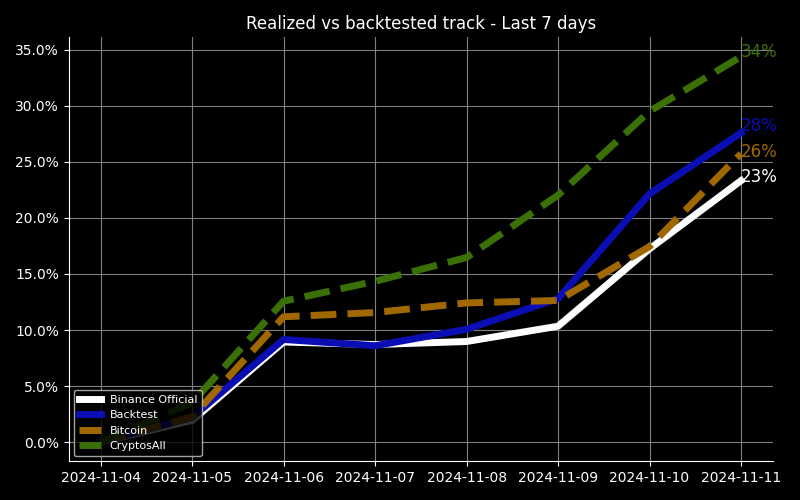 Realized vs backtested track - Last 7 days
35.0%
30.0%
25.0%
20.0%
15.0%
10.0%
5.0%
0.0%
34%
28%
26%
23%
Binance Official
Backtest
Bitcoin
CryptosAll
2024-11-04 2024-11-05 2024-11-06 2024-11-07 2024-11-08 2024-11-09 2024-11-10 2024-11-11